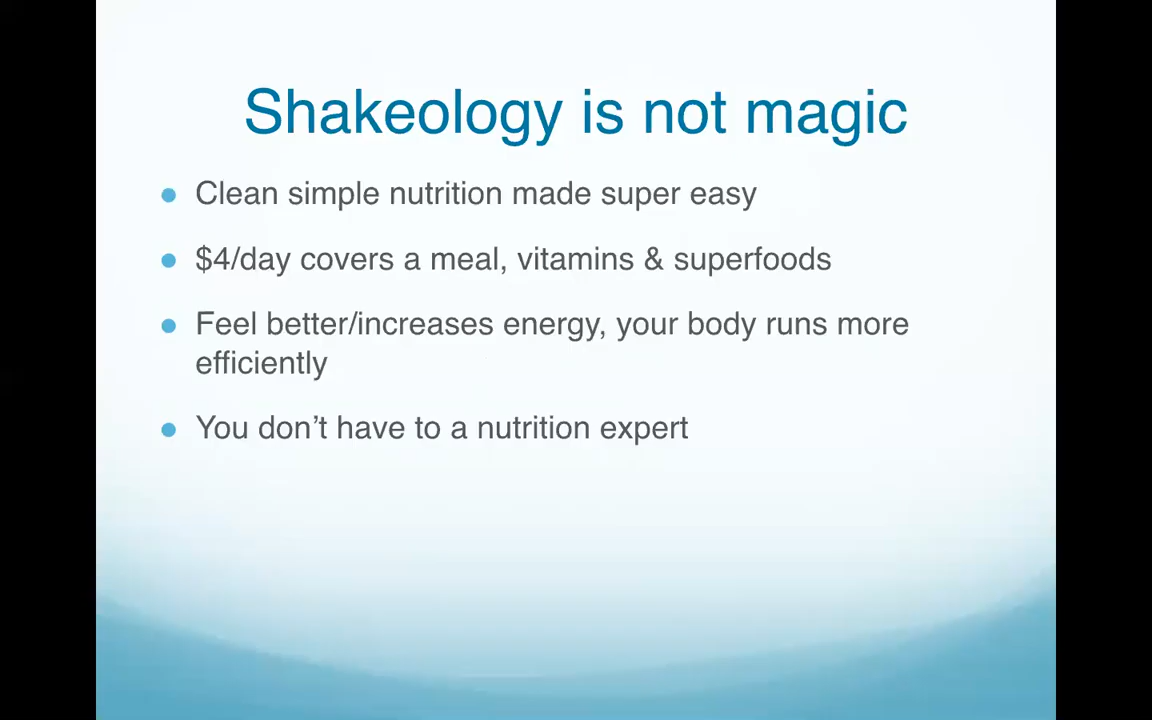 Shakeology is not magic
Clean simple nutrition made super easy
$4/day covers a meal, vitamins & superfoods
Feel better/increases energy, your body runs more
efficiently
You don’t have to a nutrition expert